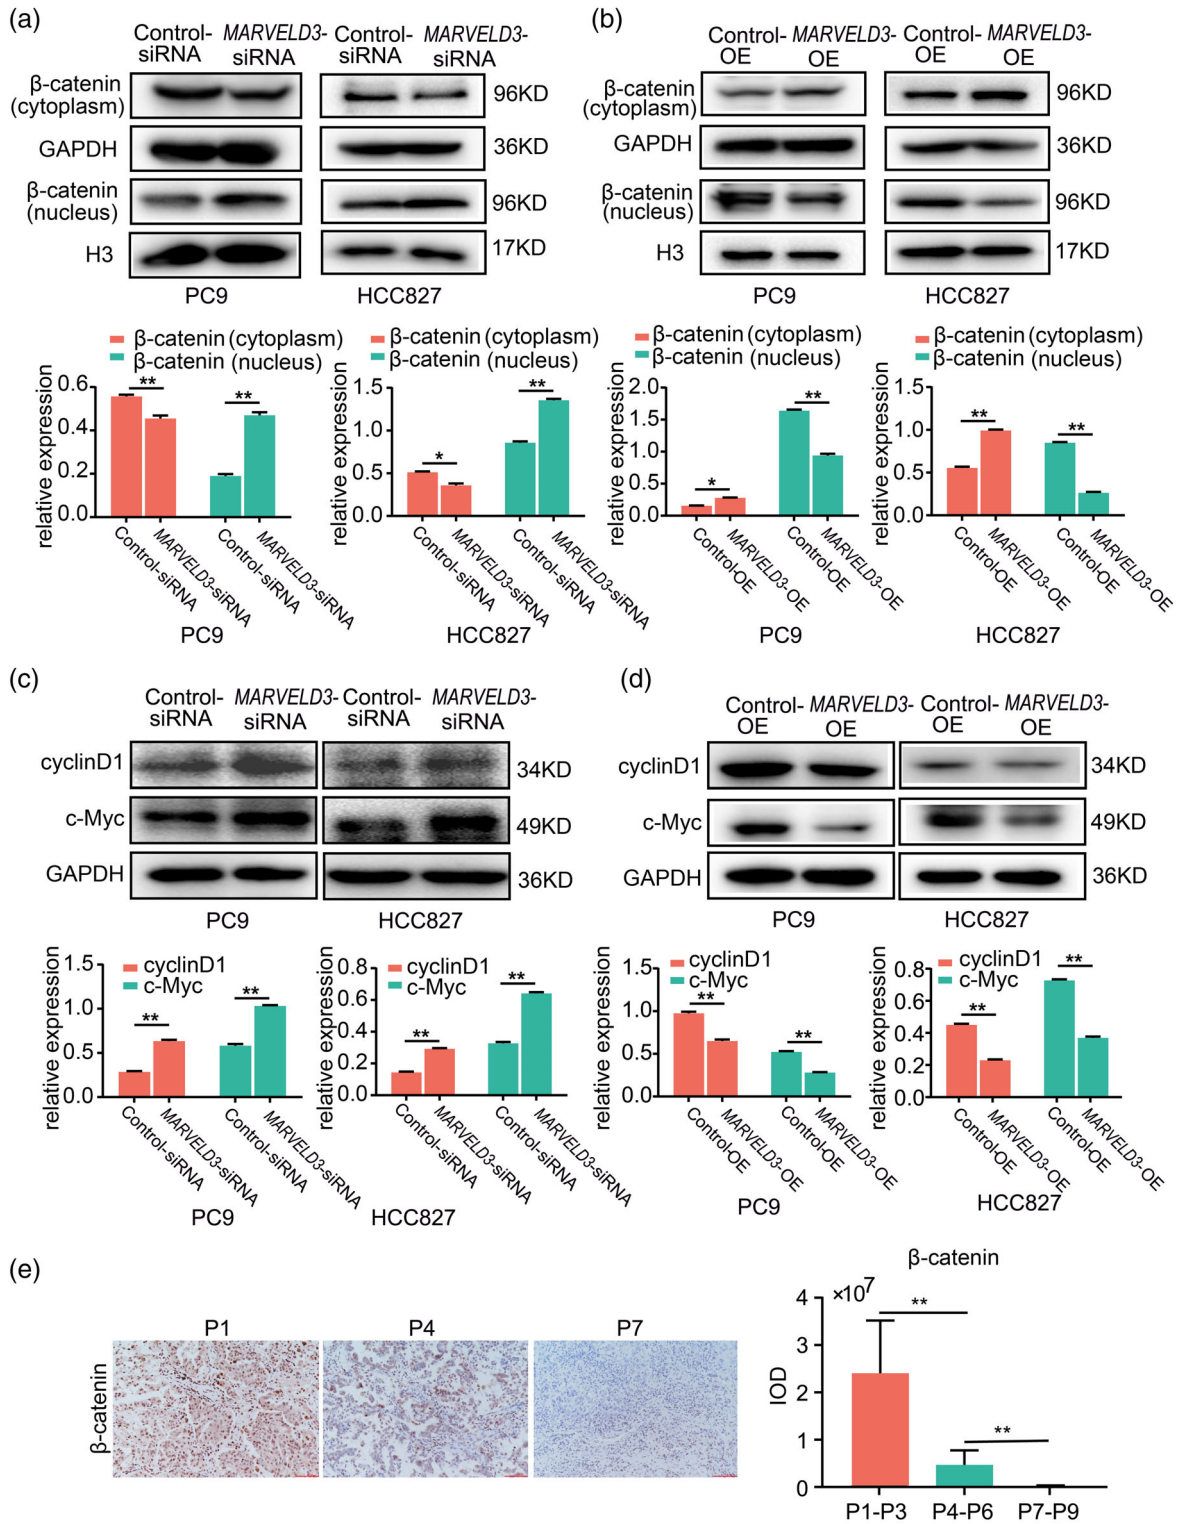 (a)
Control-
siRNA
MARVELD3-
siRNA
Control-
siRNA
MARVELD3-
siRNA
β-catenin
(cytoplasm)
96KD
GAPDH
36KD
β-catenin
(nucleus)
96KD
H3
17KD
PC9
HCC827
β-catenin (cytoplasm)
β-catenin (nucleus)
relative expression
0.6
0.4
0.2
0.0
**
**
Control-siRNA
MARVELD3-siRNA
Control-siRNA
MARVELD3-siRNA
PC9
β-catenin (cytoplasm)
β-catenin (nucleus)
relative expression
1.5
1.0
0.5
0.0
*
**
Control-siRNA
MARVELD3-siRNA
Control-siRNA
MARVELD3-siRNA
HCC827
(b)
Control-
OE
MARVELD3-
OE
Control-
OE
MARVELD3-
OE
β-catenin
(cytoplasm)
96KD
GAPDH
36KD
β-catenin
(nucleus)
96KD
H3
17KD
PC9
HCC827
β-catenin (cytoplasm)
β-catenin (nucleus)
relative expression
2.0
1.5
1.0
0.5
0.0
*
**
Control-OE
MARVELD3-OE
Control-OE
MARVELD3-OE
PC9
β-catenin (cytoplasm)
β-catenin (nucleus)
relative expression
1.5
1.0
0.5
0.0
**
**
Control-OE
MARVELD3-OE
Control-OE
MARVELD3-OE
HCC827
(c)
Control-
siRNA
MARVELD3-
siRNA
Control-
siRNA
MARVELD3-
siRNA
cyclinD1
34KD
c-Myc
49KD
GAPDH
36KD
PC9
HCC827
cyclinD1
c-Myc
relative expression
1.5
1.0
0.5
0.0
**
**
Control-siRNA
MARVELD3-siRNA
Control-siRNA
MARVELD3-siRNA
PC9
cyclinD1
c-Myc
relative expression
0.8
0.6
0.4
0.2
0.0
**
**
Control-siRNA
MARVELD3-siRNA
Control-siRNA
MARVELD3-siRNA
HCC827
(d)
Control-
OE
MARVELD3-
OE
Control-
OE
MARVELD3-
OE
cyclinD1
34KD
c-Myc
49KD
GAPDH
36KD
PC9
HCC827
cyclinD1
c-Myc
relative expression
1.5
1.0
0.5
0.0
**
**
Control-OE
MARVELD3-OE
Control-OE
MARVELD3-OE
PC9
cyclinD1
c-Myc
relative expression
0.8
0.6
0.4
0.2
0.0
**
**
Control-OE
MARVELD3-OE
Control-OE
MARVELD3-OE
HCC827
(e)
P1
P4
P7
β-catenin
β-catenin
×10⁷
IOD
4
3
2
1
0
**
**
P1-P3
P4-P6
P7-P9